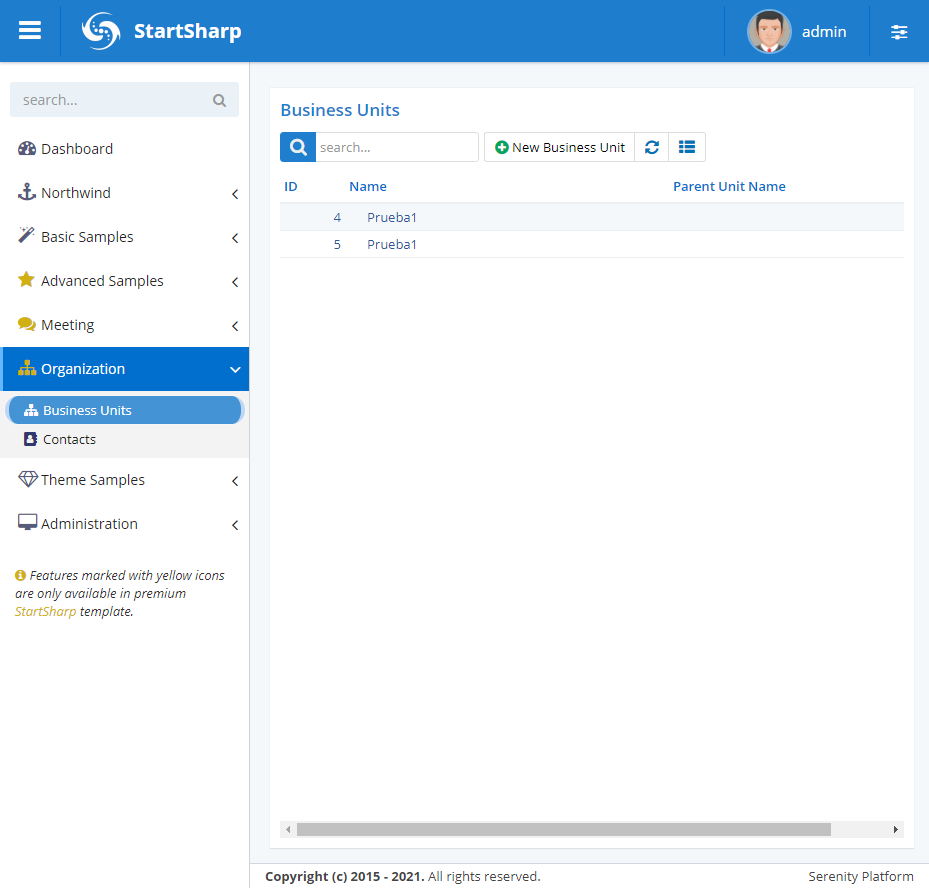 StartSharp
admin
search...
Dashboard
Northwind
Basic Samples
Advanced Samples
Meeting
Organization
Business Units
Contacts
Theme Samples
Administration
Features marked with yellow icons
are only available in premium
StartSharp template.
Business Units
search...
New Business Unit
ID Name Parent Unit Name
4 Prueba1
5 Prueba1
Copyright (c) 2015 - 2021. All rights reserved.
Serenity Platform